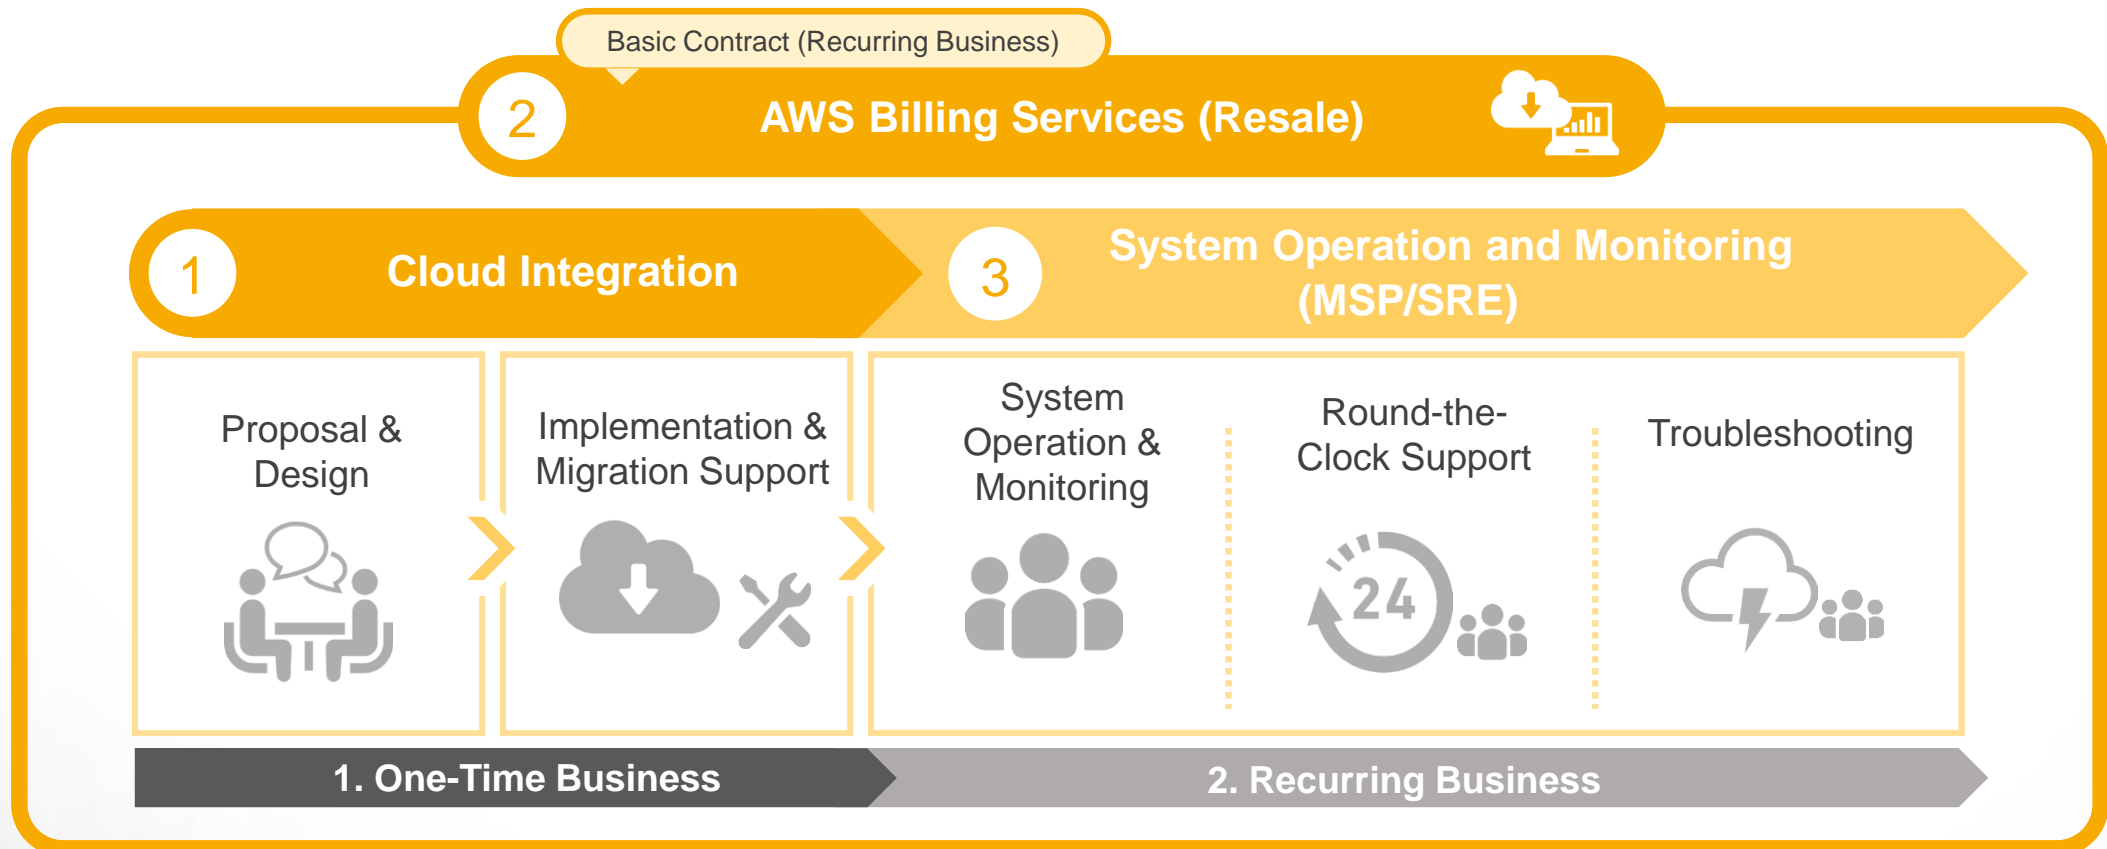 Basic Contract (Recurring Business)
2
AWS Billing Services (Resale)
1
Cloud Integration
3
System Operation and Monitoring
(MSP/SRE)
Proposal &
Design
Implementation &
Migration Support
System
Operation &
Monitoring
Round-the-
Clock Support
24
Troubleshooting
1. One-Time Business
2. Recurring Business